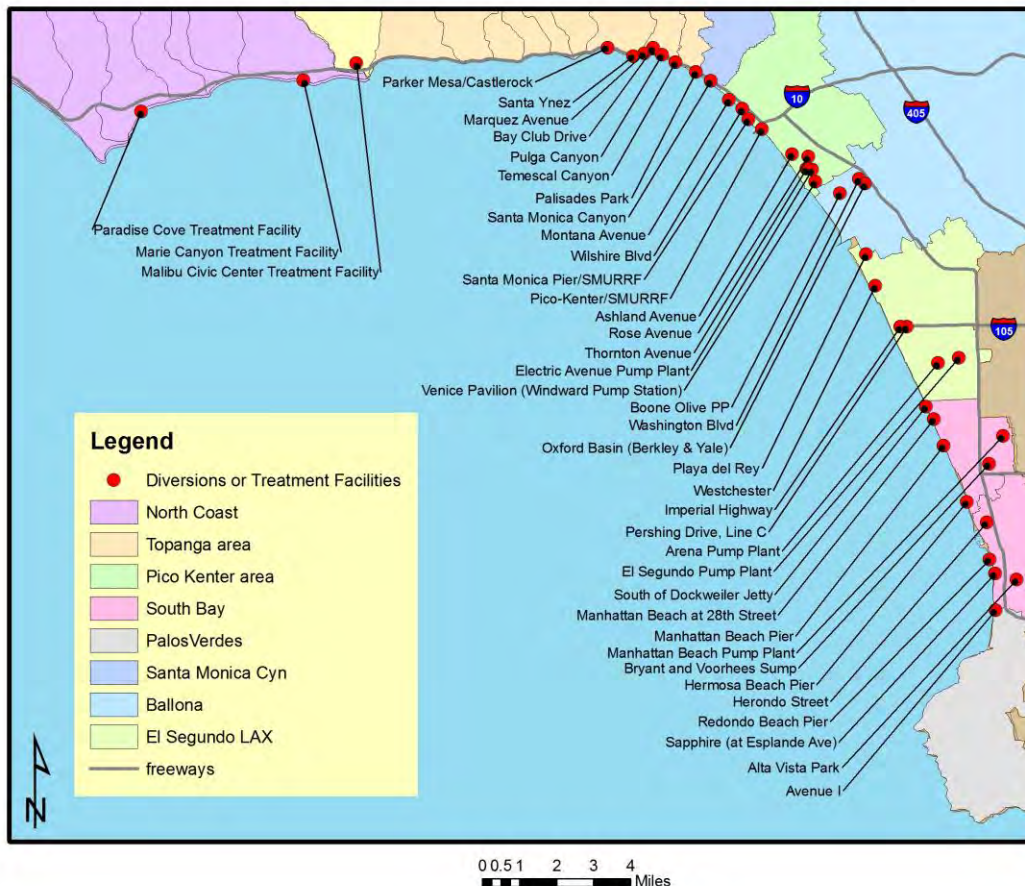 10
405
Parker Mesa/Castlerock
Santa Ynez
Marquez Avenue
Bay Club Drive
Pulga Canyon
Temescal Canyon
Palisades Park
Santa Monica Canyon
Montana Avenue
Wilshire Blvd
Santa Monica Pier/SMURRF
Pico-Kenter/SMURRF
Ashland Avenue
Rose Avenue
Thornton Avenue
Electric Avenue Pump Plant
Venice Pavilion (Windward Pump Station)
Boone Olive PP
Washington Blvd
Oxford Basin (Berkley & Yale)
Playa del Rey
Westchester
Imperial Highway
Pershing Drive, Line C
Arena Pump Plant
El Segundo Pump Plant
South of Dockweiler Jetty
Manhattan Beach at 28th Street
Manhattan Beach Pier
Manhattan Beach Pump Plant
Bryant and Voorhees Sump
Hermosa Beach Pier
Herondo Street
Redondo Beach Pier
Sapphire (at Esplande Ave)
Alta Vista Park
Avenue I
Paradise Cove Treatment Facility
Marie Canyon Treatment Facility
Malibu Civic Center Treatment Facility
105
Legend
Diversions or Treatment Facilities
North Coast
Topanga area
Pico Kenter area
South Bay
PalosVerdes
Santa Monica Cyn
Ballona
El Segundo LAX
freeways
N
0 0.5 1 2 3 4
Miles